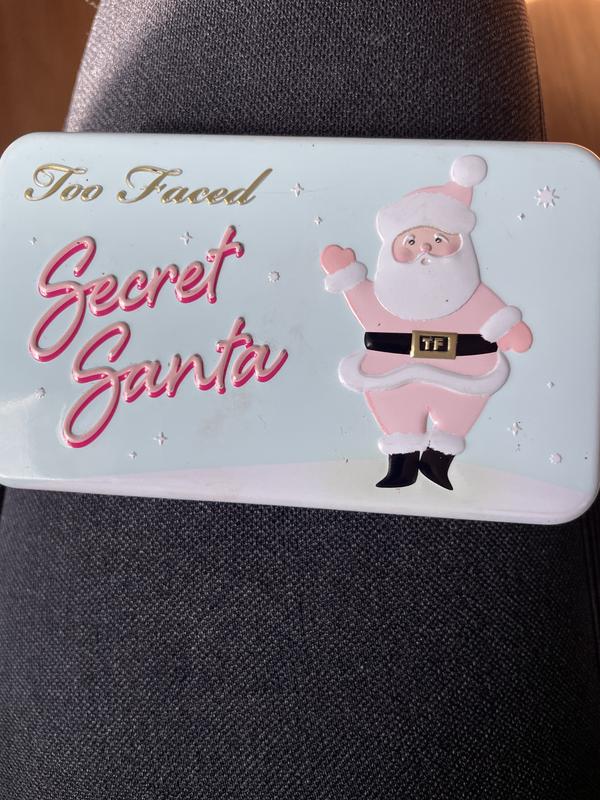 Too Faced
Secret
Santa
TF